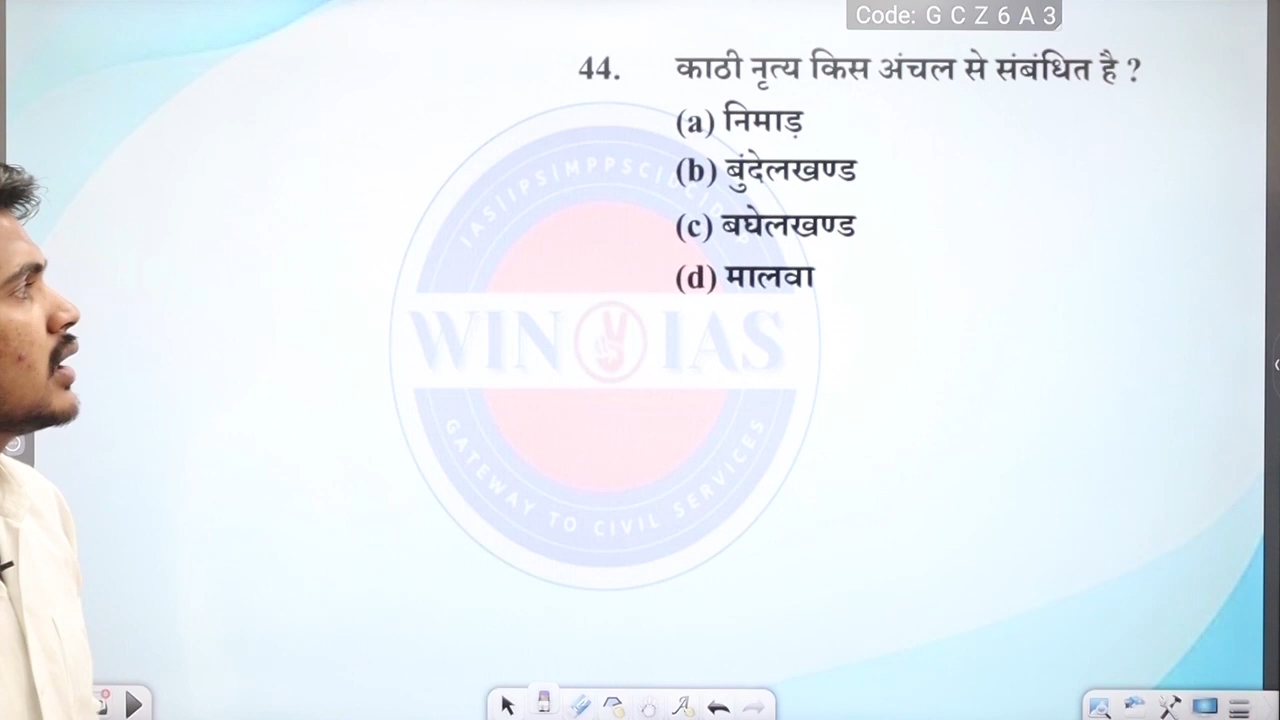 Code: G C Z 6 A 3
44. काठी नृत्य किस अंचल से संबंधित है ?
(a) निमाड़
(b) बुंदेलखण्ड
(c) बघेलखण्ड
(d) मालवा
WIN IAS
GATEWAY TO CIVIL SERVICES